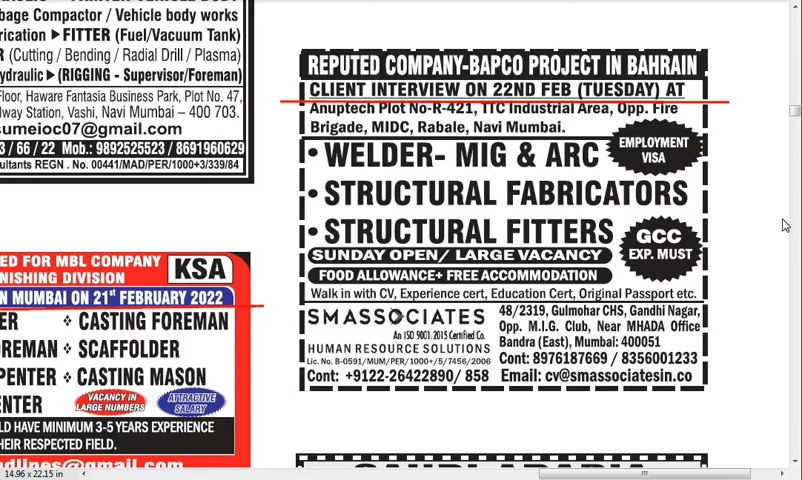 bage Compactor / Vehicle body works
rication ▶ FITTER (Fuel/Vacuum Tank)
R (Cutting / Bending / Radial Drill / Plasma)
ydraulic ▶ (RIGGING - Supervisor/Foreman)
Floor, Haware Fantasia Business Park, Plot No. 47,
lway Station, Vashi, Navi Mumbai – 400 703.
sumeioc07@gmail.com
3 / 66 / 22 Mob.: 9892525523 / 8691960629
ultants REGN . No. 00441/MAD/PER/1000+3/339/84
ED FOR MBL COMPANY
NISHING DIVISION
KSA
N MUMBAI ON 21st FEBRUARY 2022
ER ❖ CASTING FOREMAN
OREMAN ❖ SCAFFOLDER
PENTER ❖ CASTING MASON
ENTER
VACANCY IN
LARGE NUMBERS
ATTRACTIVE
SALARY
LD HAVE MINIMUM 3-5 YEARS EXPERIENCE
HEIR RESPECTED FIELD.
ndlines@gmail.com
REPUTED COMPANY-BAPCO PROJECT IN BAHRAIN
CLIENT INTERVIEW ON 22ND FEB (TUESDAY) AT
Anuptech Plot No-R-421, TTC Industrial Area, Opp. Fire
Brigade, MIDC, Rabale, Navi Mumbai.
• WELDER- MIG & ARC
EMPLOYMENT
VISA
• STRUCTURAL FABRICATORS
• STRUCTURAL FITTERS
GCC
EXP. MUST
SUNDAY OPEN/ LARGE VACANCY
FOOD ALLOWANCE+ FREE ACCOMMODATION
Walk in with CV, Experience cert, Education Cert, Original Passport etc.
SMASSOCIATES
An ISO 9001:2015 Certified Co.
HUMAN RESOURCE SOLUTIONS
Lic. No. B-0591/MUM/PER/1000+/5/7456/2006
Cont: +9122-26422890/ 858
48/2319, Gulmohar CHS, Gandhi Nagar,
Opp. M.I.G. Club, Near MHADA Office
Bandra (East), Mumbai: 400051
Cont: 8976187669 / 8356001233
Email: cv@smassociatesin.co
SAUDI ARABIA
14.96 x 22.15 in